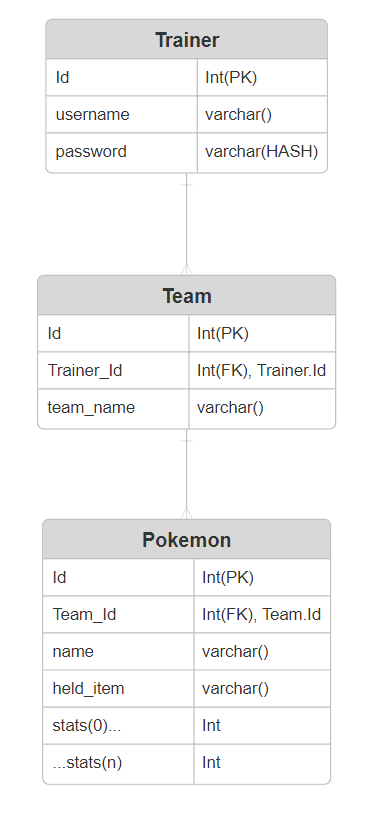 Trainer
Id Int(PK)
username varchar()
password varchar(HASH)
Team
Id Int(PK)
Trainer_Id Int(FK), Trainer.Id
team_name varchar()
Pokemon
Id Int(PK)
Team_Id Int(FK), Team.Id
name varchar()
held_item varchar()
stats(0)... Int
...stats(n) Int